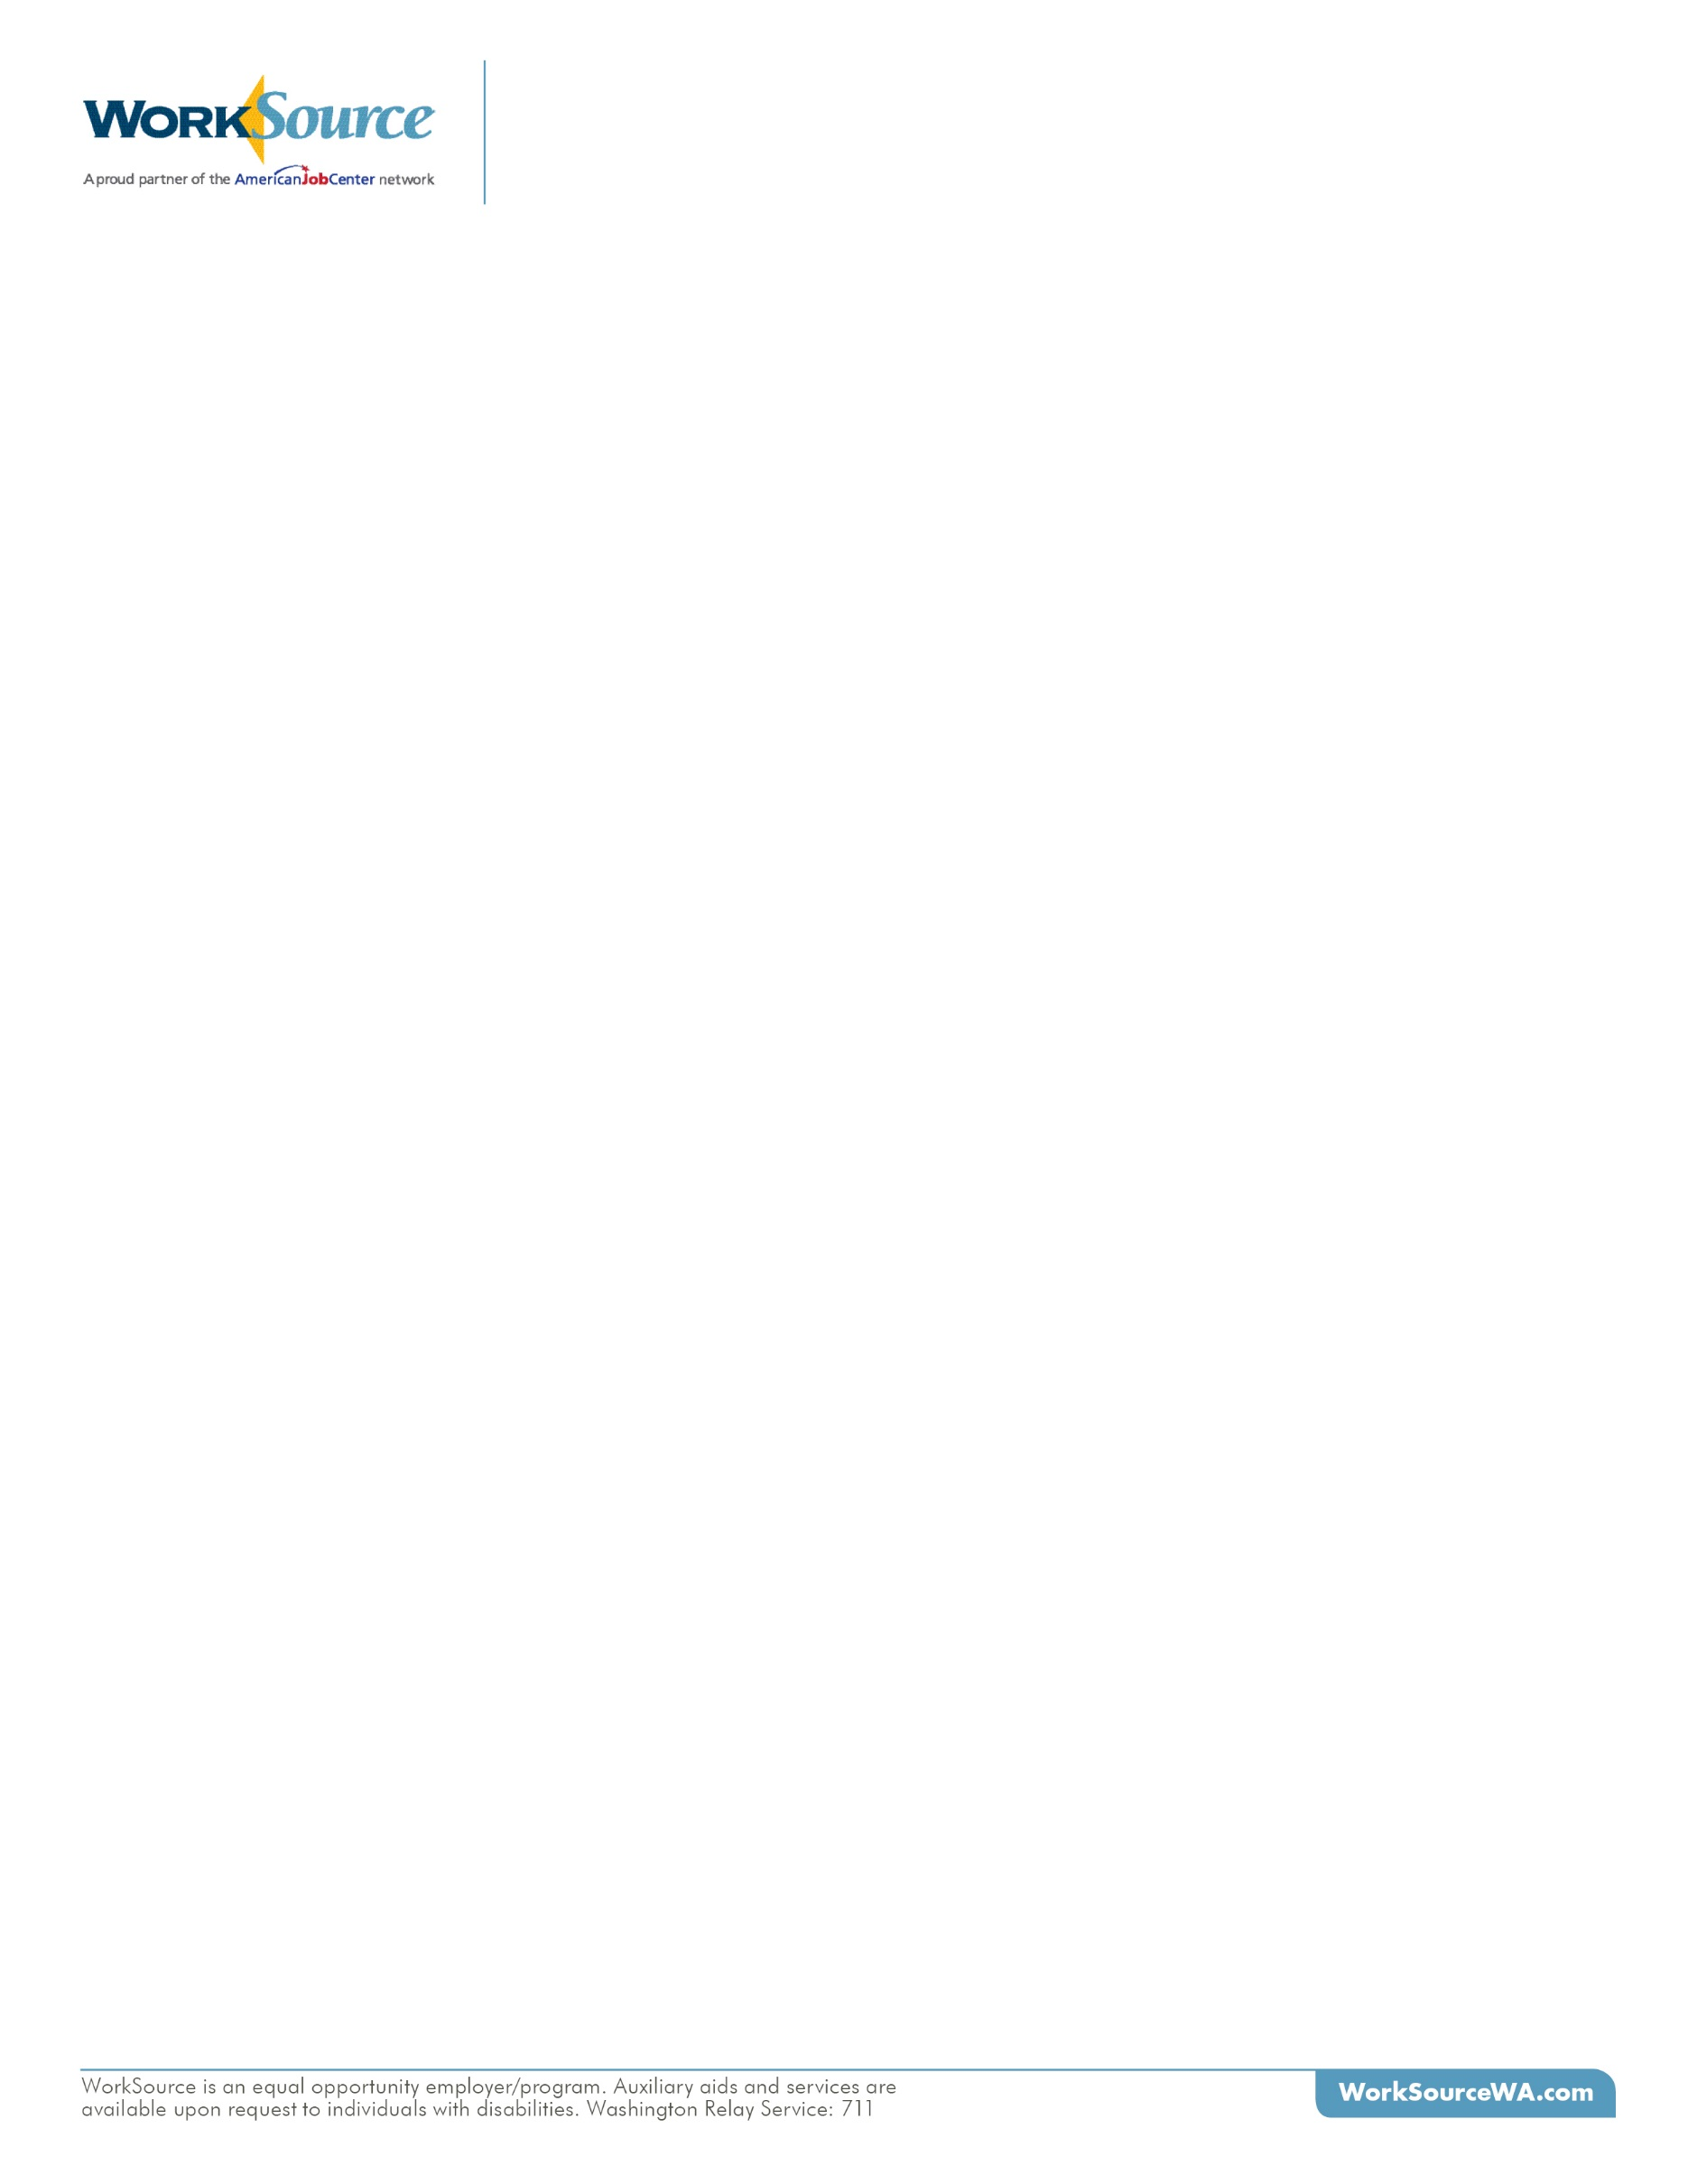 WORKSource
A proud partner of the AmericanJobCenter network
WorkSource is an equal opportunity employer/program. Auxiliary aids and services are
available upon request to individuals with disabilities. Washington Relay Service: 711
WorkSourceWA.com